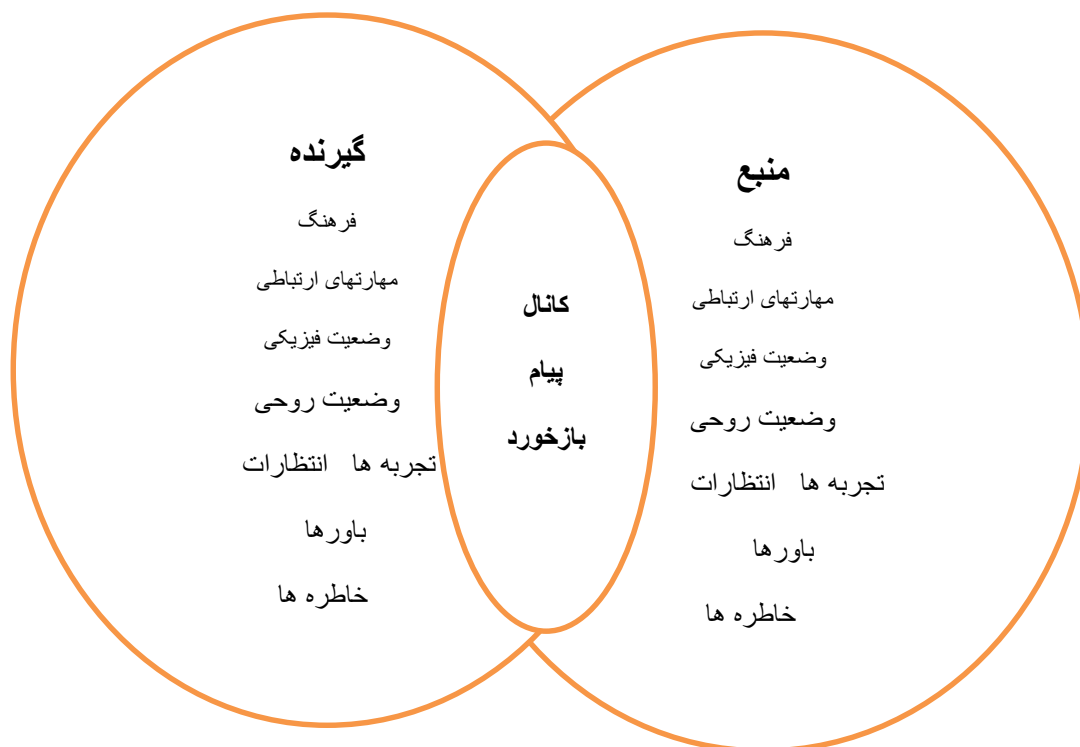 منبع
فرهنگ
مهارتهای ارتباطی
وضعیت فیزیکی
وضعیت روحی
تجربه ها   انتظارات
باورها
خاطره ها
کانال
پیام
بازخورد
گیرنده
فرهنگ
مهارتهای ارتباطی
وضعیت فیزیکی
وضعیت روحی
تجربه ها   انتظارات
باورها
خاطره ها